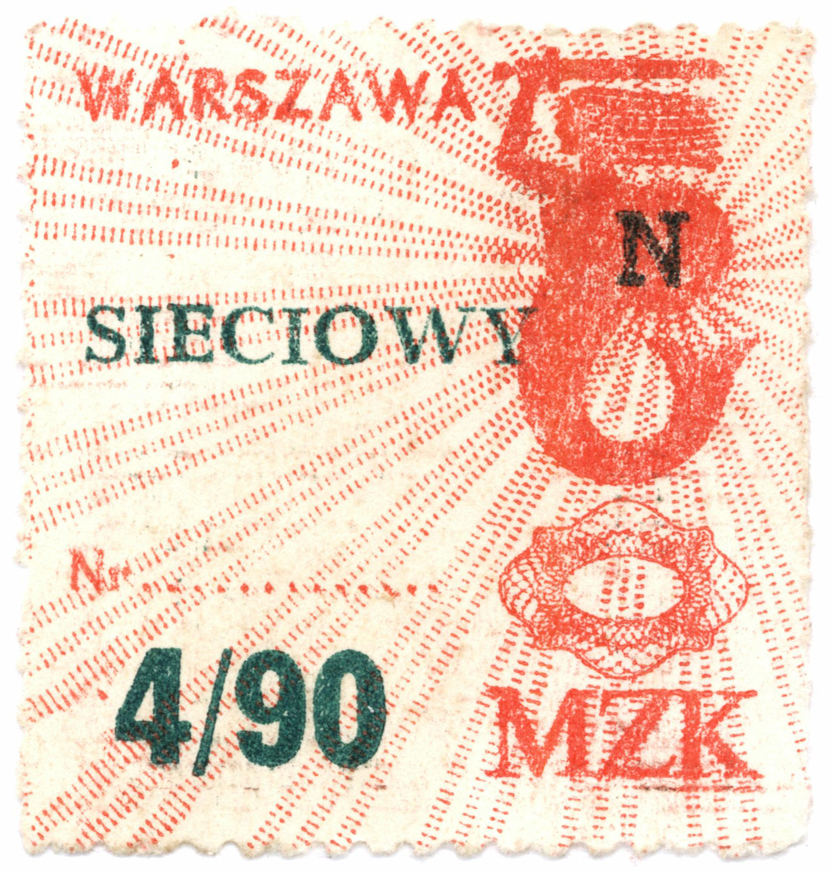 WARSZAWA
N
SIECIOWY
Nr..................
4/90
MZK